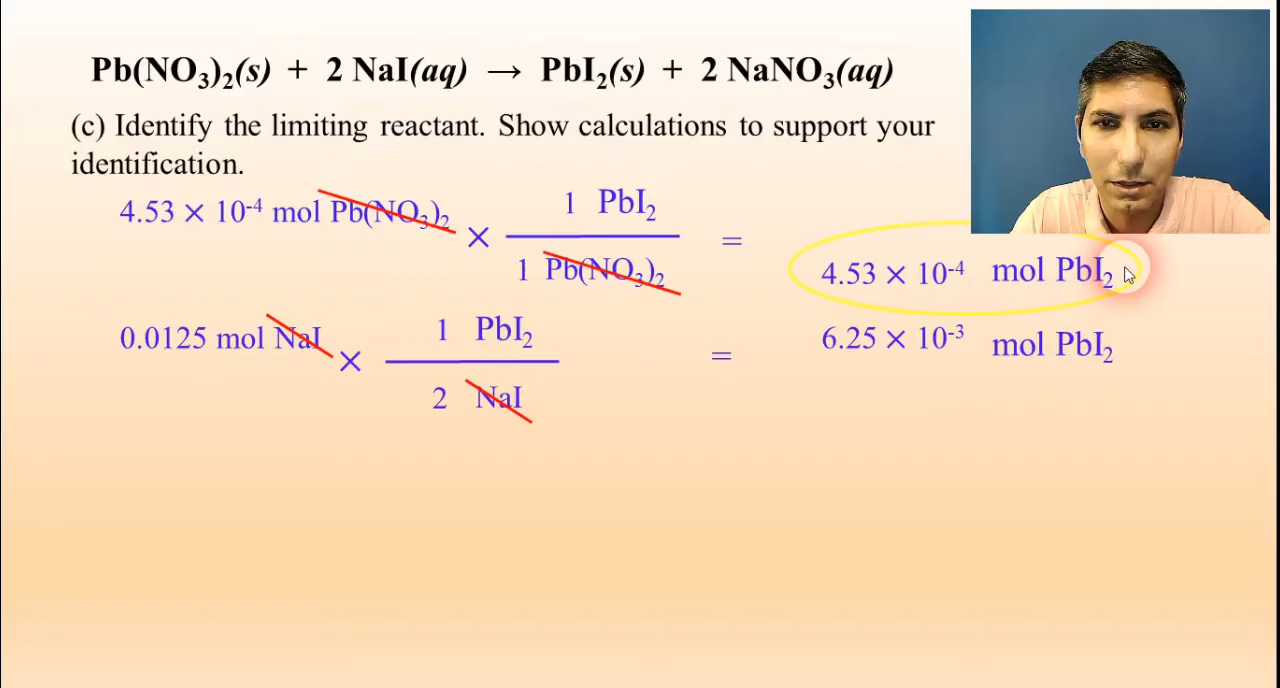 Pb(NO₃)₂(s) + 2 NaI(aq) → PbI₂(s) + 2 NaNO₃(aq)
(c) Identify the limiting reactant. Show calculations to support your
identification.
4.53 × 10⁻⁴ mol Pb(NO₃)₂ × 1 PbI₂ / 1 Pb(NO₃)₂ = 4.53 × 10⁻⁴ mol PbI₂
0.0125 mol NaI × 1 PbI₂ / 2 NaI = 6.25 × 10⁻³ mol PbI₂